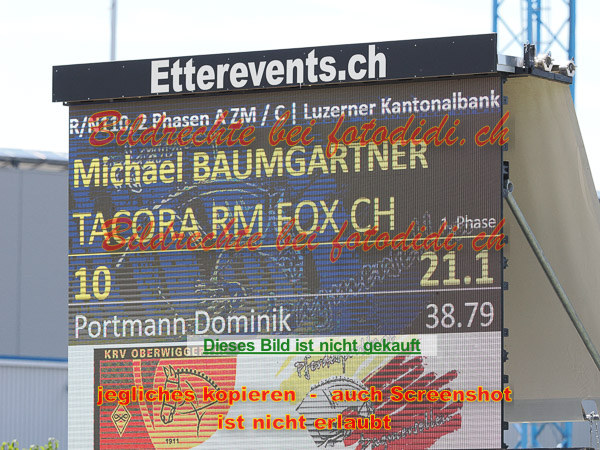 Etterevents.ch
R/N110, 2 Phasen A ZM / C | Luzerner Kantonalbank
Bildrechte bei fotodidi.ch
Michael BAUMGARTNER
TACORA RM FOX CH
1. Phase
Bildrechte bei fotodidi.ch
10 21.1
Portmann Dominik 38.79
Dieses Bild ist nicht gekauft
KRV OBERWIGGE
jegliches kopieren - auch Screenshot
ist nicht erlaubt
1911